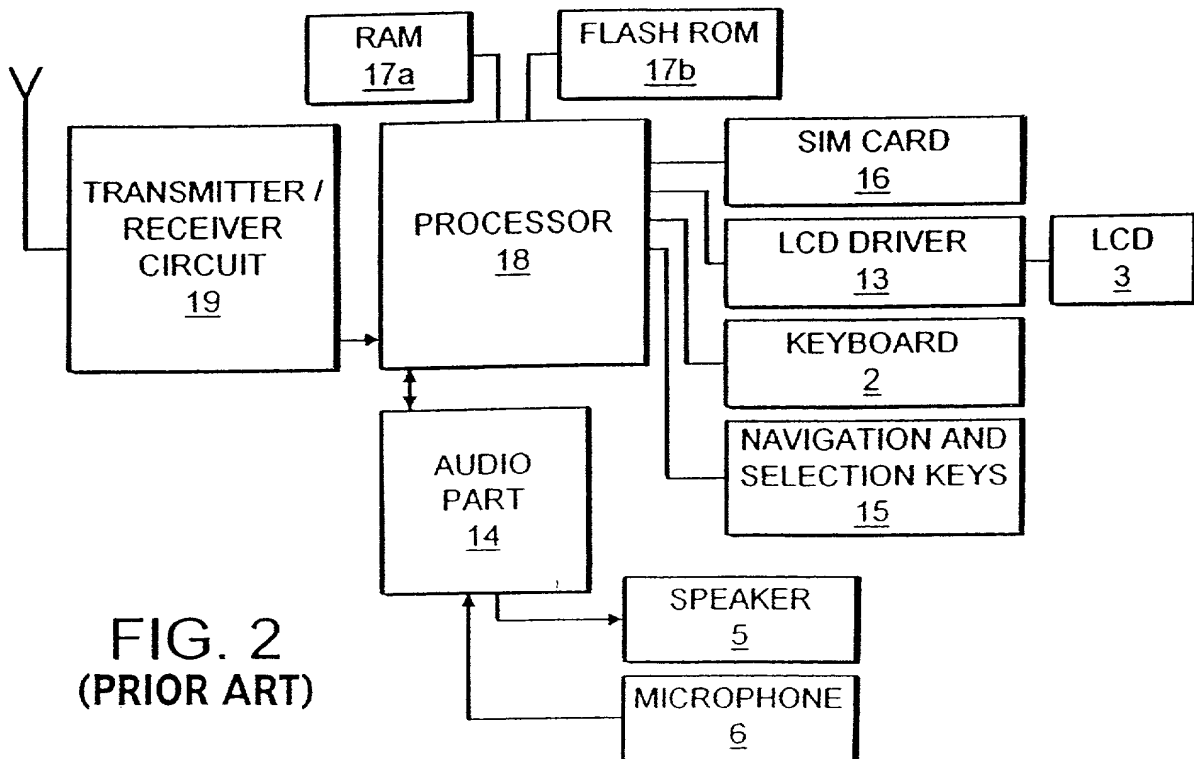 RAM
17a
FLASH ROM
17b
TRANSMITTER /
RECEIVER
CIRCUIT
19
PROCESSOR
18
SIM CARD
16
LCD DRIVER
13
LCD
3
KEYBOARD
2
NAVIGATION AND
SELECTION KEYS
15
AUDIO
PART
14
SPEAKER
5
MICROPHONE
6
FIG. 2
(PRIOR ART)